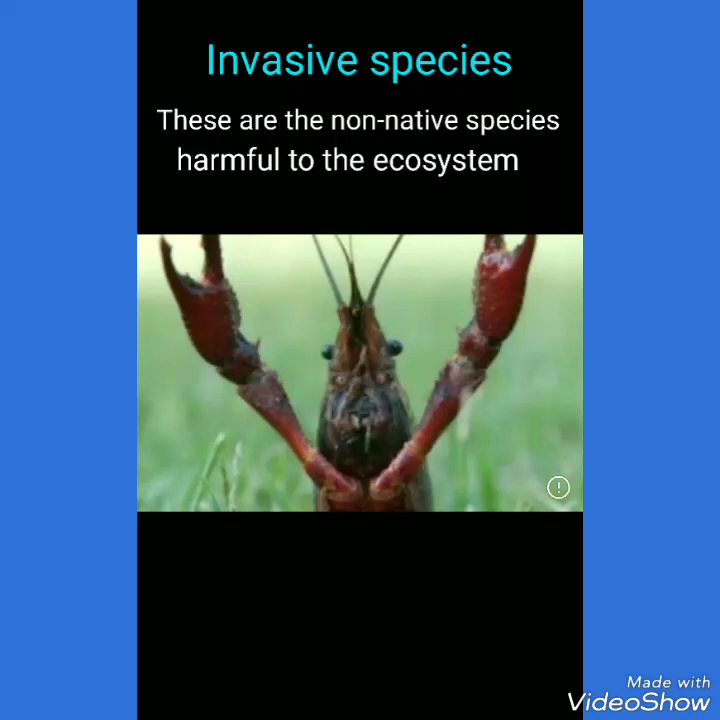 Invasive species
These are the non-native species
harmful to the ecosystem
Made with
VideoShow